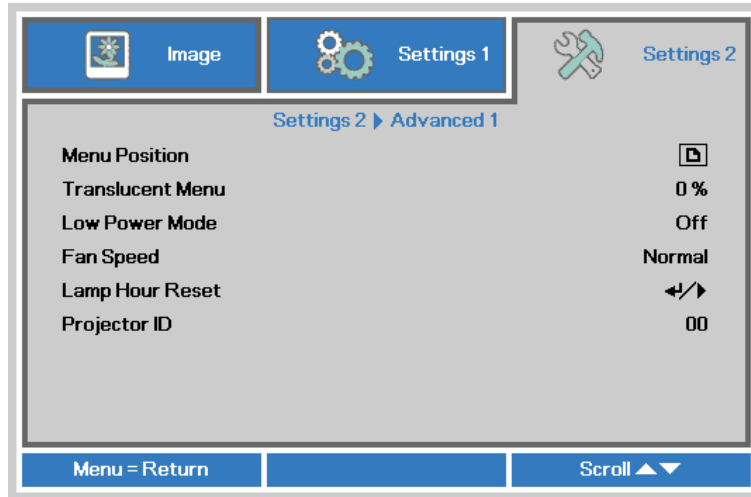 Image
Settings 1
Settings 2
Settings 2 ▶ Advanced 1
Menu Position
Translucent Menu 0 %
Low Power Mode Off
Fan Speed Normal
Lamp Hour Reset ↵/▶
Projector ID 00
Menu = Return
Scroll ▲▼